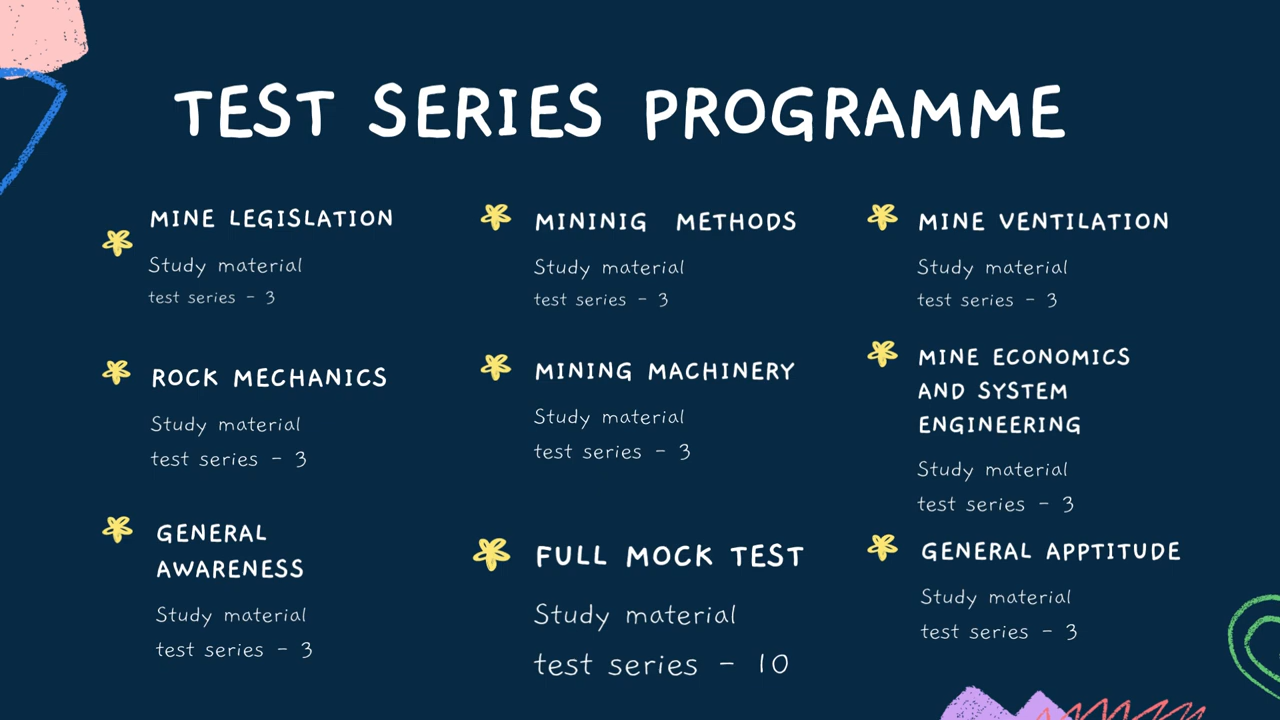 TEST SERIES PROGRAMME
MINE LEGISLATION
Study material
test series - 3
MININIG METHODS
Study material
test series - 3
MINE VENTILATION
Study material
test series - 3
ROCK MECHANICS
Study material
test series - 3
MINING MACHINERY
Study material
test series - 3
MINE ECONOMICS
AND SYSTEM
ENGINEERING
Study material
test series - 3
GENERAL
AWARENESS
Study material
test series - 3
FULL MOCK TEST
Study material
test series - 10
GENERAL APPTITUDE
Study material
test series - 3